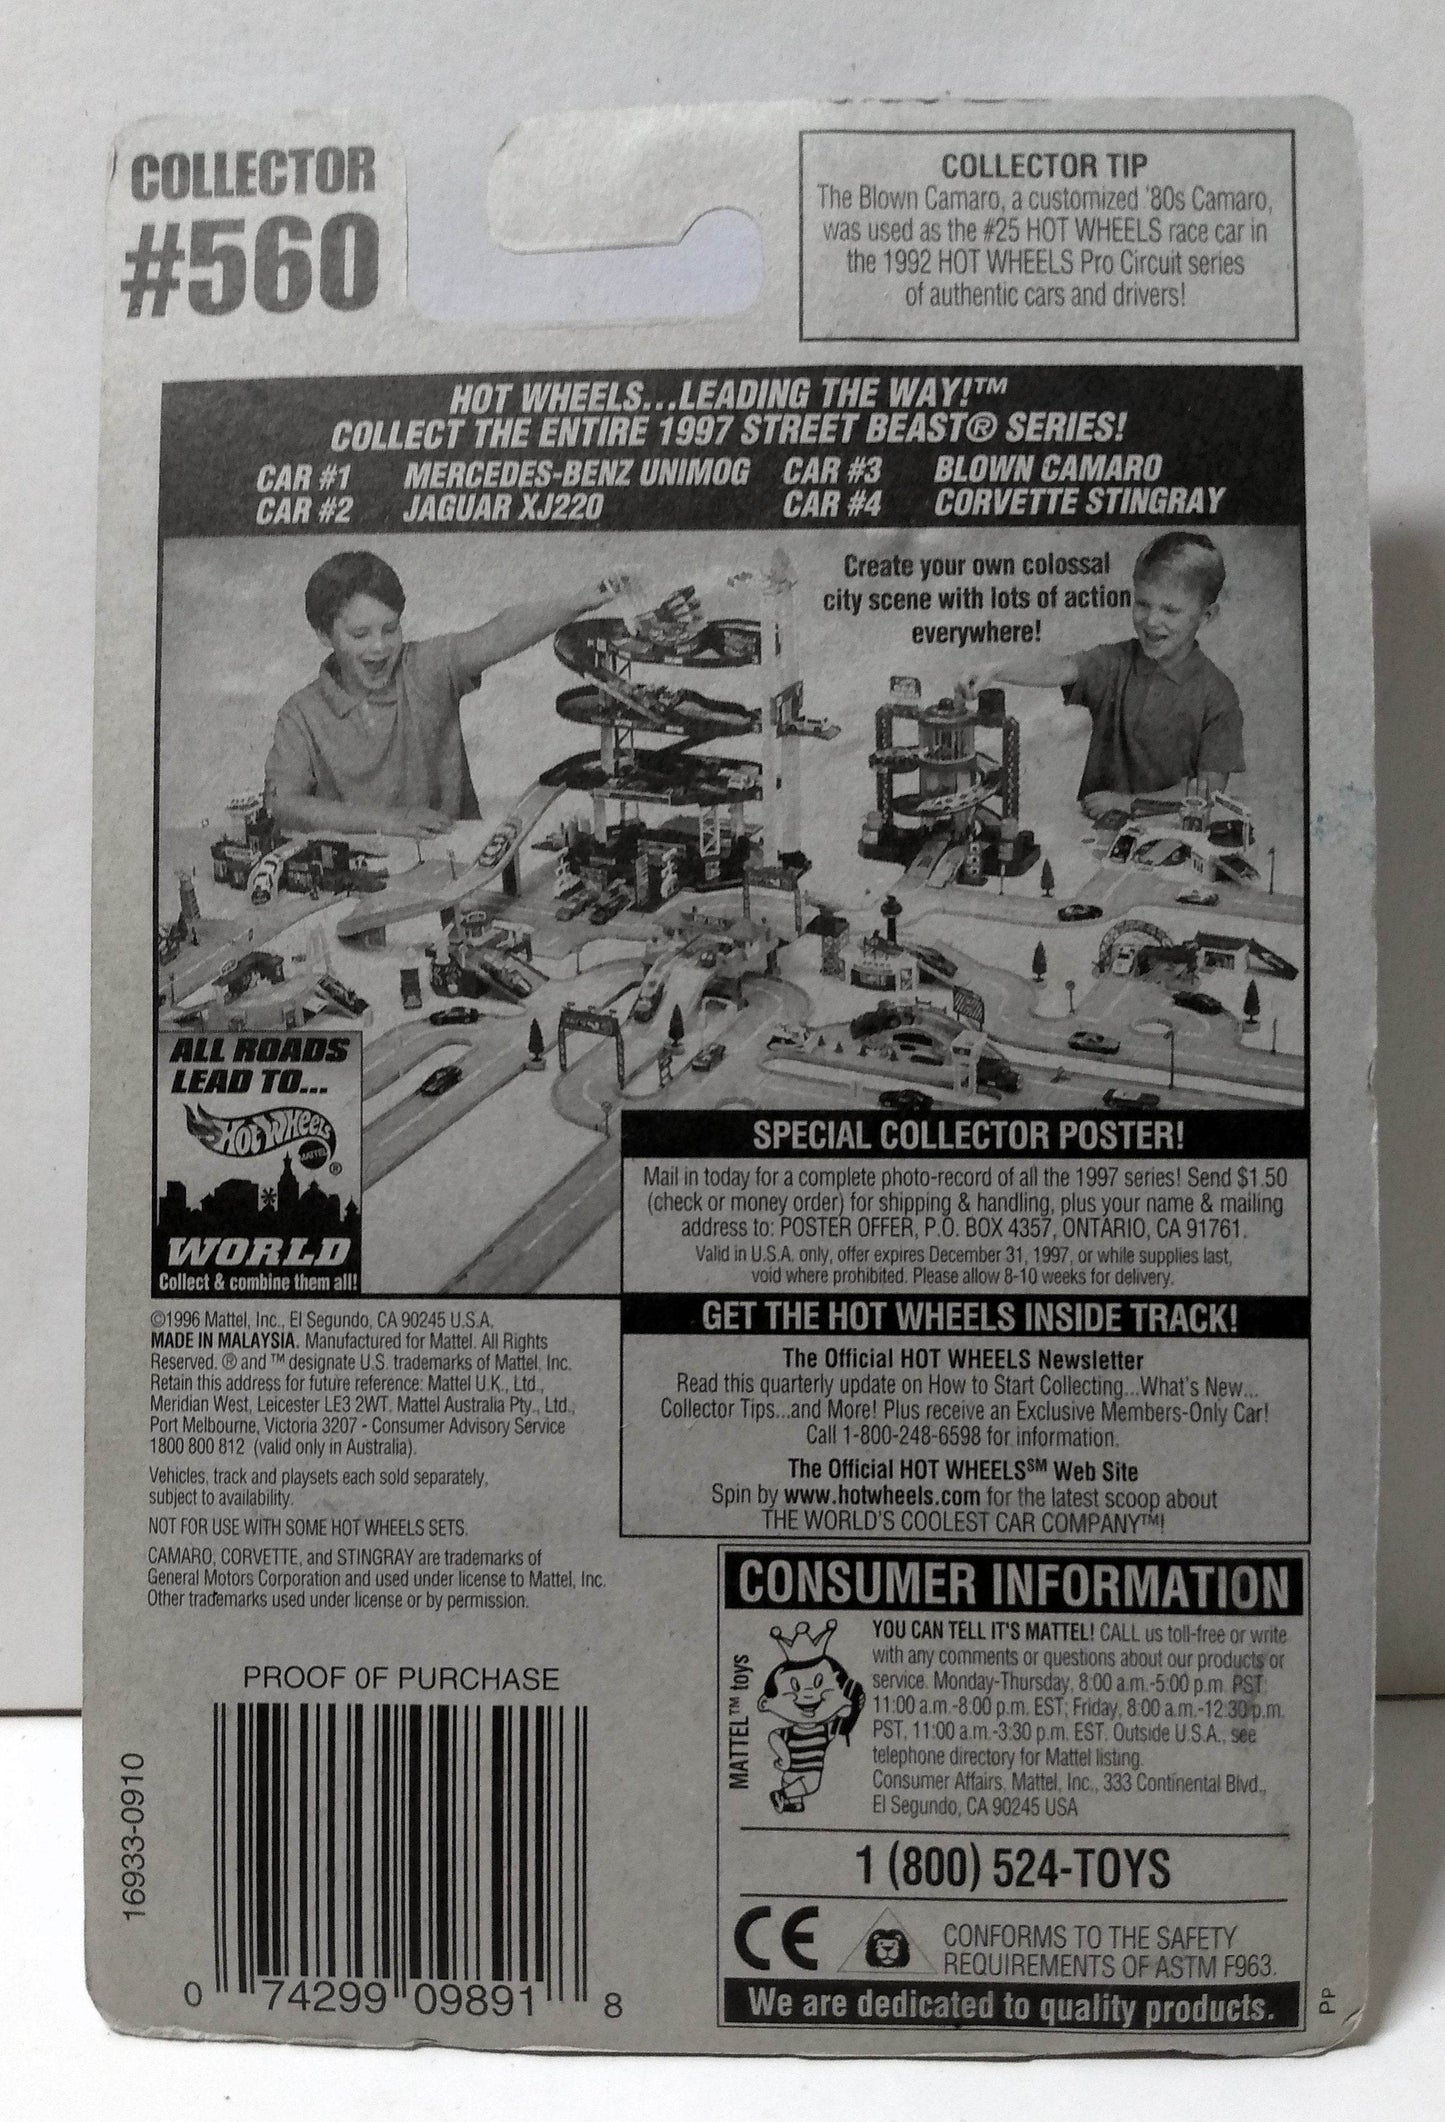 COLLECTOR
#560
COLLECTOR TIP
The Blown Camaro, a customized '80s Camaro,
was used as the #25 HOT WHEELS race car in
the 1992 HOT WHEELS Pro Circuit series
of authentic cars and drivers!
HOT WHEELS...LEADING THE WAY!™
COLLECT THE ENTIRE 1997 STREET BEAST® SERIES!
CAR #1 MERCEDES-BENZ UNIMOG CAR #3 BLOWN CAMARO
CAR #2 JAGUAR XJ220 CAR #4 CORVETTE STINGRAY
Create your own colossal
city scene with lots of action
everywhere!
ALL ROADS
LEAD TO...
Hot Wheels
MATTEL
®
WORLD
Collect & combine them all!
SPECIAL COLLECTOR POSTER!
Mail in today for a complete photo-record of all the 1997 series! Send $1.50
(check or money order) for shipping & handling, plus your name & mailing
address to: POSTER OFFER, P.O. BOX 4357, ONTARIO, CA 91761.
Valid in U.S.A. only, offer expires December 31, 1997, or while supplies last,
void where prohibited. Please allow 8-10 weeks for delivery.
GET THE HOT WHEELS INSIDE TRACK!
The Official HOT WHEELS Newsletter
Read this quarterly update on How to Start Collecting...What's New...
Collector Tips...and More! Plus receive an Exclusive Members-Only Car!
Call 1-800-248-6598 for information.
The Official HOT WHEELS℠ Web Site
Spin by www.hotwheels.com for the latest scoop about
THE WORLD'S COOLEST CAR COMPANY™!
©1996 Mattel, Inc., El Segundo, CA 90245 U.S.A.
MADE IN MALAYSIA. Manufactured for Mattel. All Rights
Reserved. ® and ™ designate U.S. trademarks of Mattel, Inc.
Retain this address for future reference: Mattel U.K., Ltd.,
Meridian West, Leicester LE3 2WT. Mattel Australia Pty., Ltd.,
Port Melbourne, Victoria 3207 - Consumer Advisory Service
1800 800 812 (valid only in Australia).
Vehicles, track and playsets each sold separately,
subject to availability.
NOT FOR USE WITH SOME HOT WHEELS SETS.
CAMARO, CORVETTE, and STINGRAY are trademarks of
General Motors Corporation and used under license to Mattel, Inc.
Other trademarks used under license or by permission.
PROOF OF PURCHASE
16933-0910
0 74299 09891 8
CONSUMER INFORMATION
MATTEL™ toys
YOU CAN TELL IT'S MATTEL! CALL us toll-free or write
with any comments or questions about our products or
service. Monday-Thursday, 8:00 a.m.-5:00 p.m. PST;
11:00 a.m.-8:00 p.m. EST; Friday, 8:00 a.m.-12:30 p.m.
PST, 11:00 a.m.-3:30 p.m. EST. Outside U.S.A., see
telephone directory for Mattel listing.
Consumer Affairs, Mattel, Inc., 333 Continental Blvd.,
El Segundo, CA 90245 USA
1 (800) 524-TOYS
CE
CONFORMS TO THE SAFETY
REQUIREMENTS OF ASTM F963.
We are dedicated to quality products.
PP